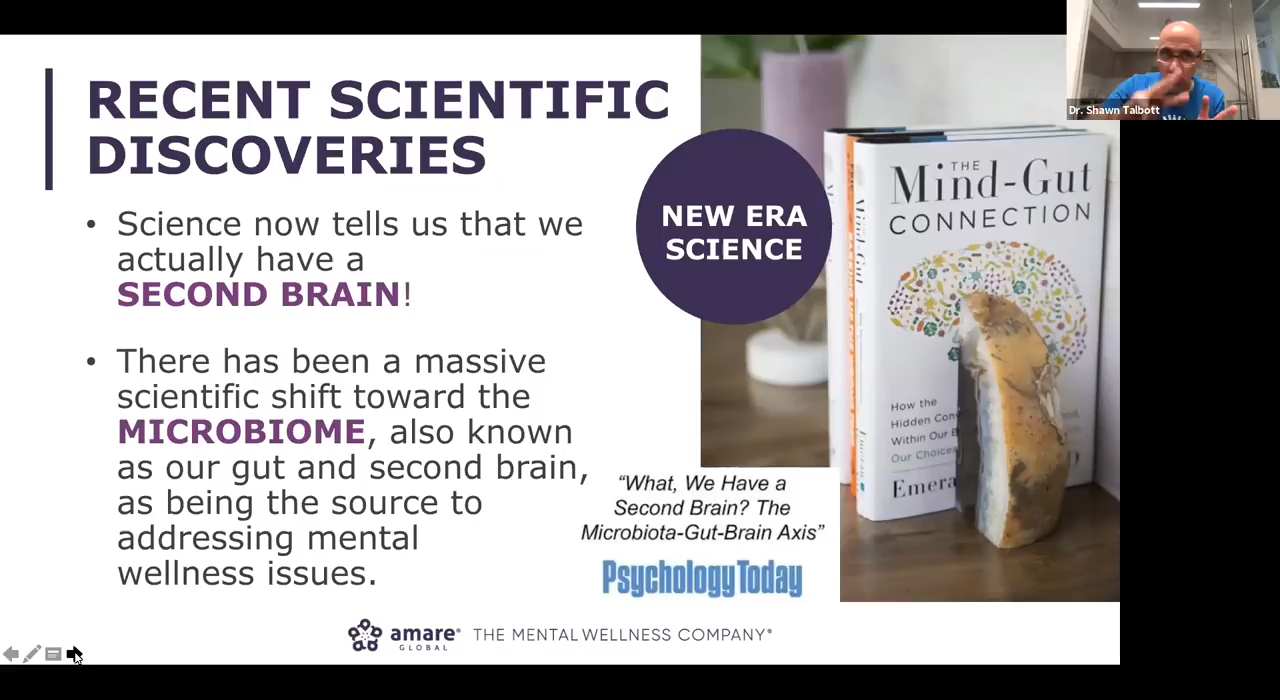 RECENT SCIENTIFIC
DISCOVERIES
• Science now tells us that we
actually have a
SECOND BRAIN!
• There has been a massive
scientific shift toward the
MICROBIOME, also known
as our gut and second brain,
as being the source to
addressing mental
wellness issues.
NEW ERA
SCIENCE
THE
Mind-Gut
CONNECTION
How the
Hidden
Within Our
Our Choices
Emera
Mind-Gut
“What, We Have a
Second Brain? The
Microbiota-Gut-Brain Axis”
Psychology Today
amare®
GLOBAL
THE MENTAL WELLNESS COMPANY®
Dr. Shawn Talbott